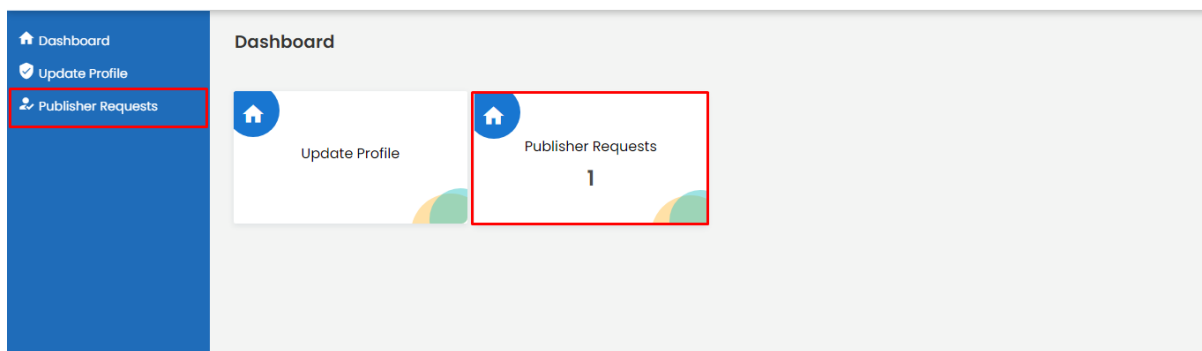 Dashboard
Update Profile
Publisher Requests
Dashboard
Update Profile
Publisher Requests
1